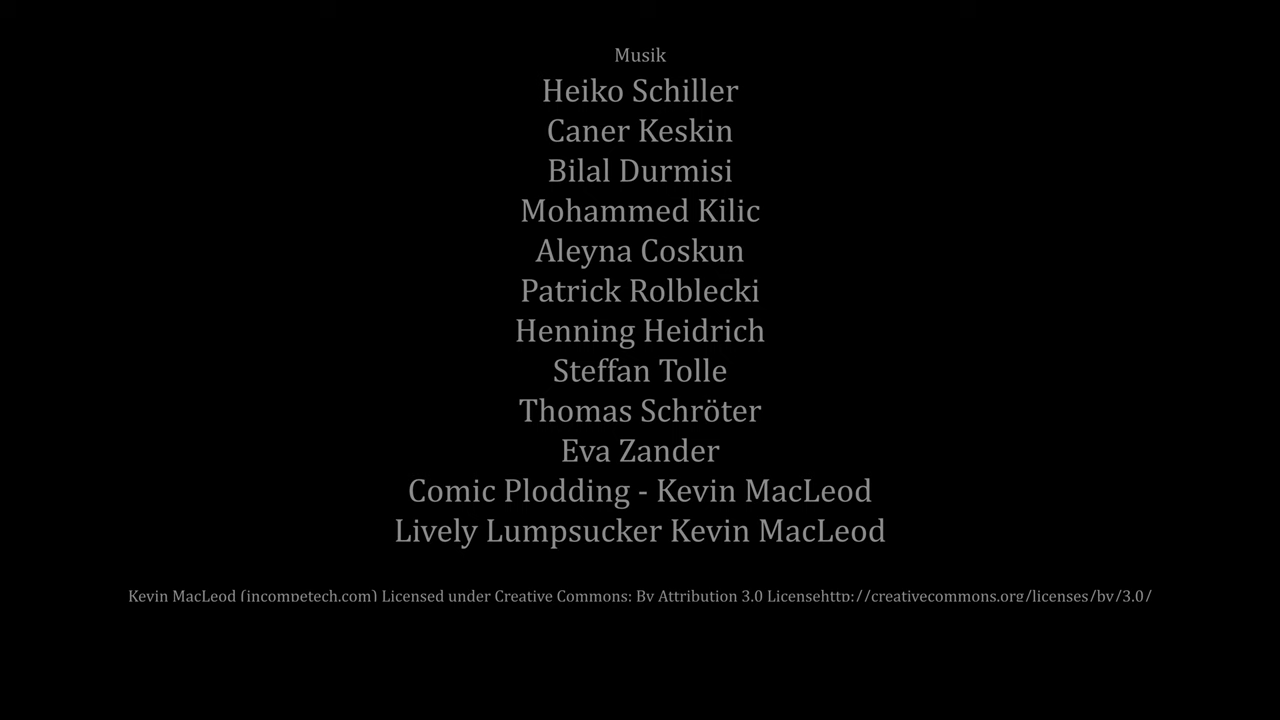 Musik
Heiko Schiller
Caner Keskin
Bilal Durmisi
Mohammed Kilic
Aleyna Coskun
Patrick Rolblecki
Henning Heidrich
Steffan Tolle
Thomas Schröter
Eva Zander
Comic Plodding - Kevin MacLeod
Lively Lumpsucker Kevin MacLeod
Kevin MacLeod (incompetech.com) Licensed under Creative Commons: By Attribution 3.0 Licensehttp://creativecommons.org/licenses/by/3.0/